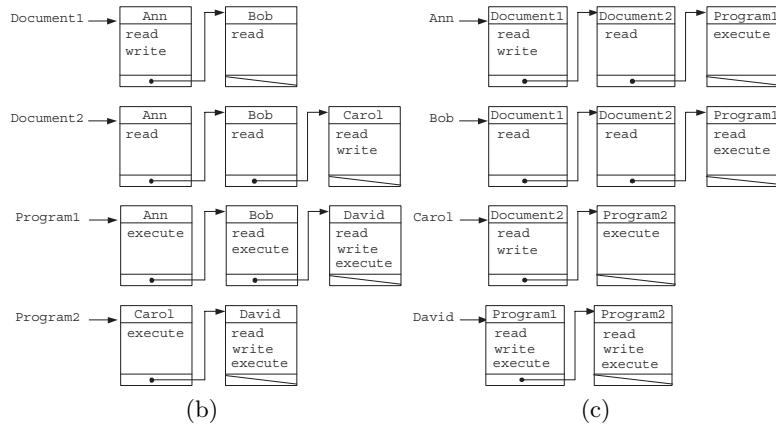 Document1
Ann
read
write
Bob
read
Document2
Ann
read
Bob
read
Carol
read
write
Program1
Ann
execute
Bob
read
execute
David
read
write
execute
Program2
Carol
execute
David
read
write
execute
(b)
Ann
Document1
read
write
Document2
read
Program1
execute
Bob
Document1
read
Document2
read
Program1
read
execute
Carol
Document2
read
write
Program2
execute
David
Program1
read
write
execute
Program2
read
write
execute
(c)